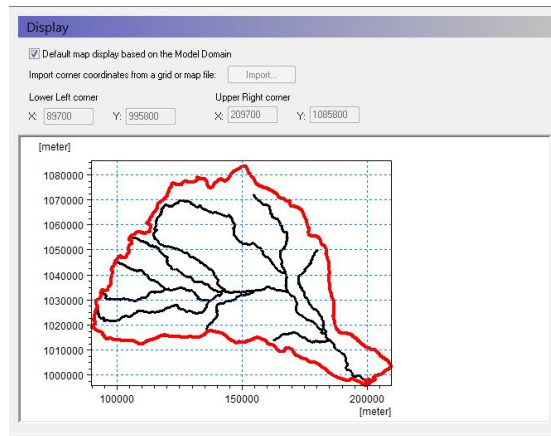 Display
Default map display based on the Model Domain
Import corner coordinates from a grid or map file: Import...
Lower Left corner Upper Right corner
X: 89700 Y: 995800 X: 209700 Y: 1085800
[meter]
1080000
1070000
1060000
1050000
1040000
1030000
1020000
1010000
1000000
100000 150000 200000
[meter]